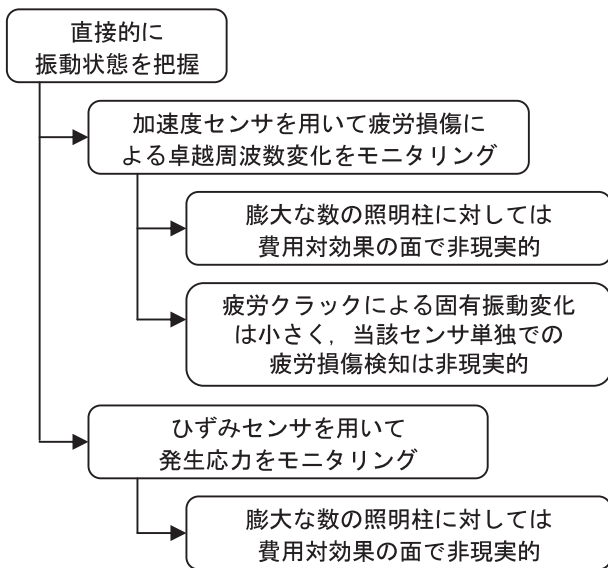 直接的に
振動状態を把握
加速度センサを用いて疲労損傷に
よる卓越周波数変化をモニタリング
膨大な数の照明柱に対しては
費用対効果の面で非現実的
疲労クラックによる固有振動変化
は小さく，当該センサ単独での
疲労損傷検知は非現実的
ひずみセンサを用いて
発生応力をモニタリング
膨大な数の照明柱に対しては
費用対効果の面で非現実的